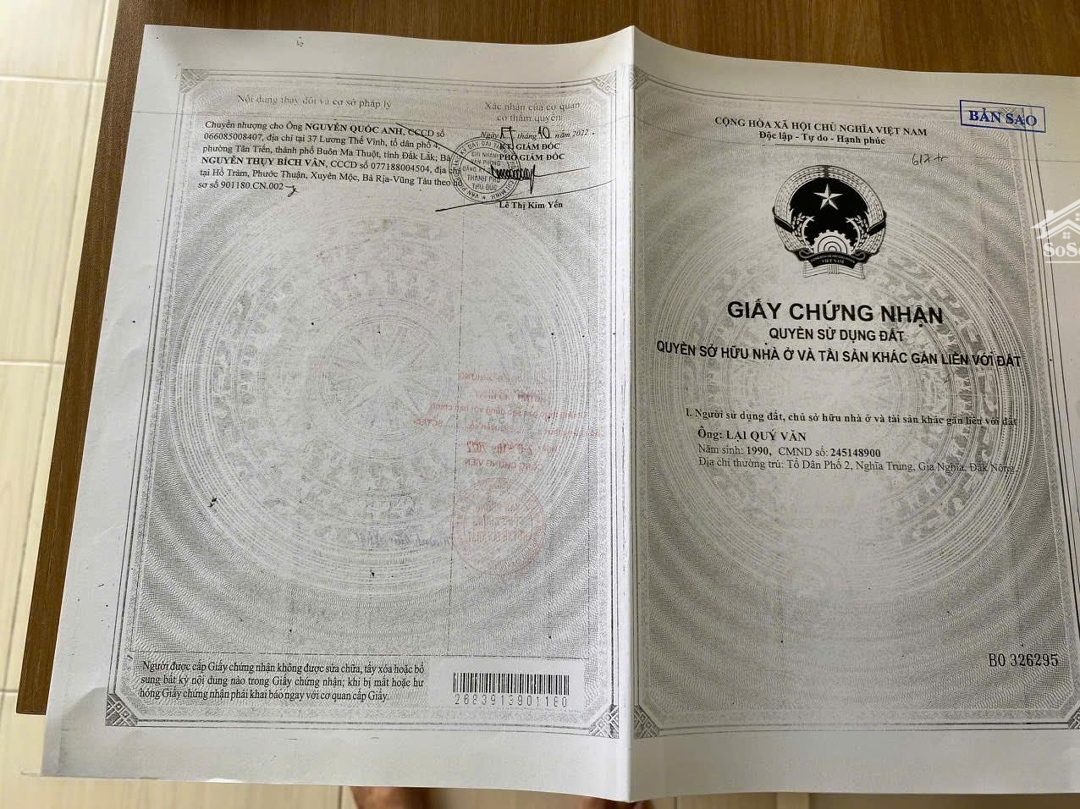 Nội dung thay đổi và cơ sở pháp lý
Xác nhận của cơ quan
có thẩm quyền
Chuyển nhượng cho Ông NGUYỄN QUỐC ANH, CCCD số
066085008407, địa chỉ tại 37 Lương Thế Vinh, tổ dân phố 4,
phường Tân Tiến, thành phố Buôn Ma Thuột, tỉnh Đắk Lắk; Bà
NGUYỄN THỤY BÍCH VÂN, CCCD số 077188004504, địa chỉ
tại Hồ Tràm, Phước Thuận, Xuyên Mộc, Bà Rịa-Vũng Tàu theo hồ
sơ số 901180.CN.002
Ngày 17 tháng 10 năm 2022
KT. GIÁM ĐỐC
PHÓ GIÁM ĐỐC
Lê Thị Kim Yến
Người được cấp Giấy chứng nhận không được sửa chữa, tẩy xóa hoặc bổ
sung bất kỳ nội dung nào trong Giấy chứng nhận; khi bị mất hoặc hư
hỏng Giấy chứng nhận phải khai báo ngay với cơ quan cấp Giấy.
2683913901180
BẢN SAO
CỘNG HÒA XÃ HỘI CHỦ NGHĨA VIỆT NAM
Độc lập - Tự do - Hạnh phúc
GIẤY CHỨNG NHẬN
QUYỀN SỬ DỤNG ĐẤT
QUYỀN SỞ HỮU NHÀ Ở VÀ TÀI SẢN KHÁC GẮN LIỀN VỚI ĐẤT
I. Người sử dụng đất, chủ sở hữu nhà ở và tài sản khác gắn liền với đất
Ông: LẠI QUÝ VĂN
Năm sinh: 1990, CMND số: 245148900
Địa chỉ thường trú: Tổ Dân Phố 2, Nghĩa Trung, Gia Nghĩa, Đắk Nông
BO 326295